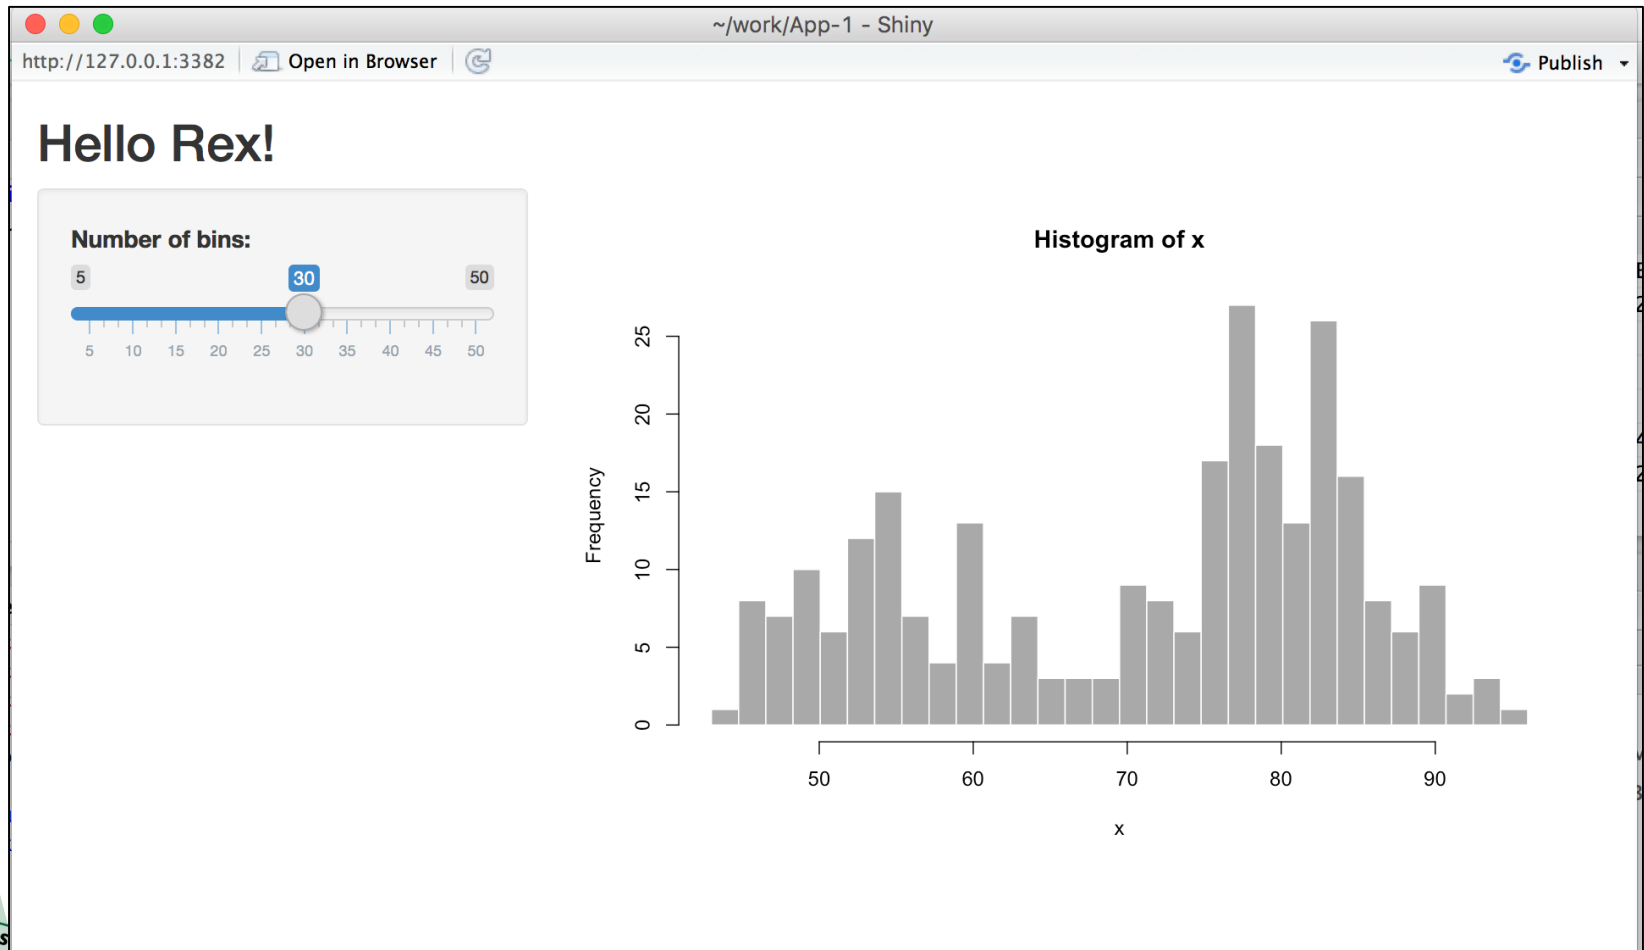 ~/work/App-1 - Shiny
http://127.0.0.1:3382 Open in Browser Publish
Hello Rex!
Number of bins:
5 30 50
5 10 15 20 25 30 35 40 45 50
Histogram of x
Frequency
25
20
15
10
5
0
50 60 70 80 90
x